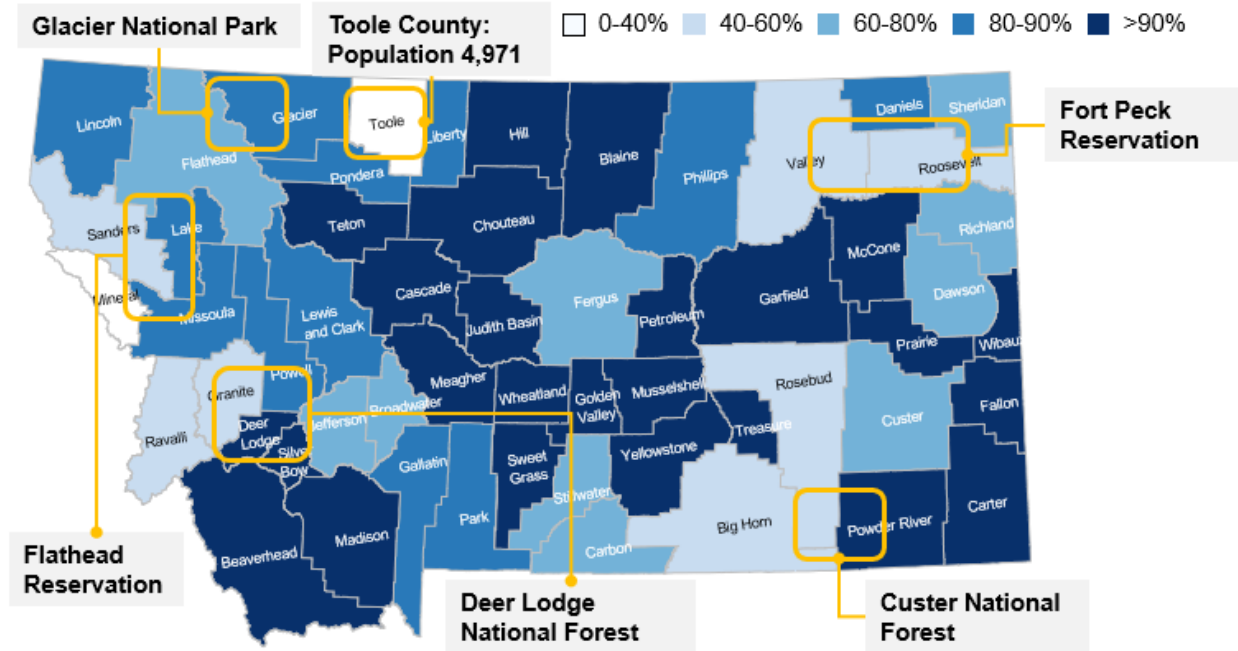 Glacier National Park
Toole County:
Population 4,971
0-40%
40-60%
60-80%
80-90%
>90%
Fort Peck
Reservation
Lincoln
Glacier
Toole
Liberty
Hill
Blaine
Phillips
Valley
Daniels
Sheridan
Roosevelt
Flathead
Pondera
Sanders
Lake
Teton
Chouteau
McCone
Richland
Mineral
Missoula
Lewis
and Clark
Cascade
Judith Basin
Fergus
Petroleum
Garfield
Dawson
Prairie
Wibaux
Granite
Powell
Meagher
Wheatland
Golden
Valley
Musselshell
Rosebud
Broadwater
Jefferson
Deer
Lodge
Silver
Bow
Ravalli
Treasure
Custer
Fallon
Gallatin
Sweet
Grass
Yellowstone
Stillwater
Park
Big Horn
Powder River
Carter
Beaverhead
Madison
Carbon
Flathead
Reservation
Deer Lodge
National Forest
Custer National
Forest